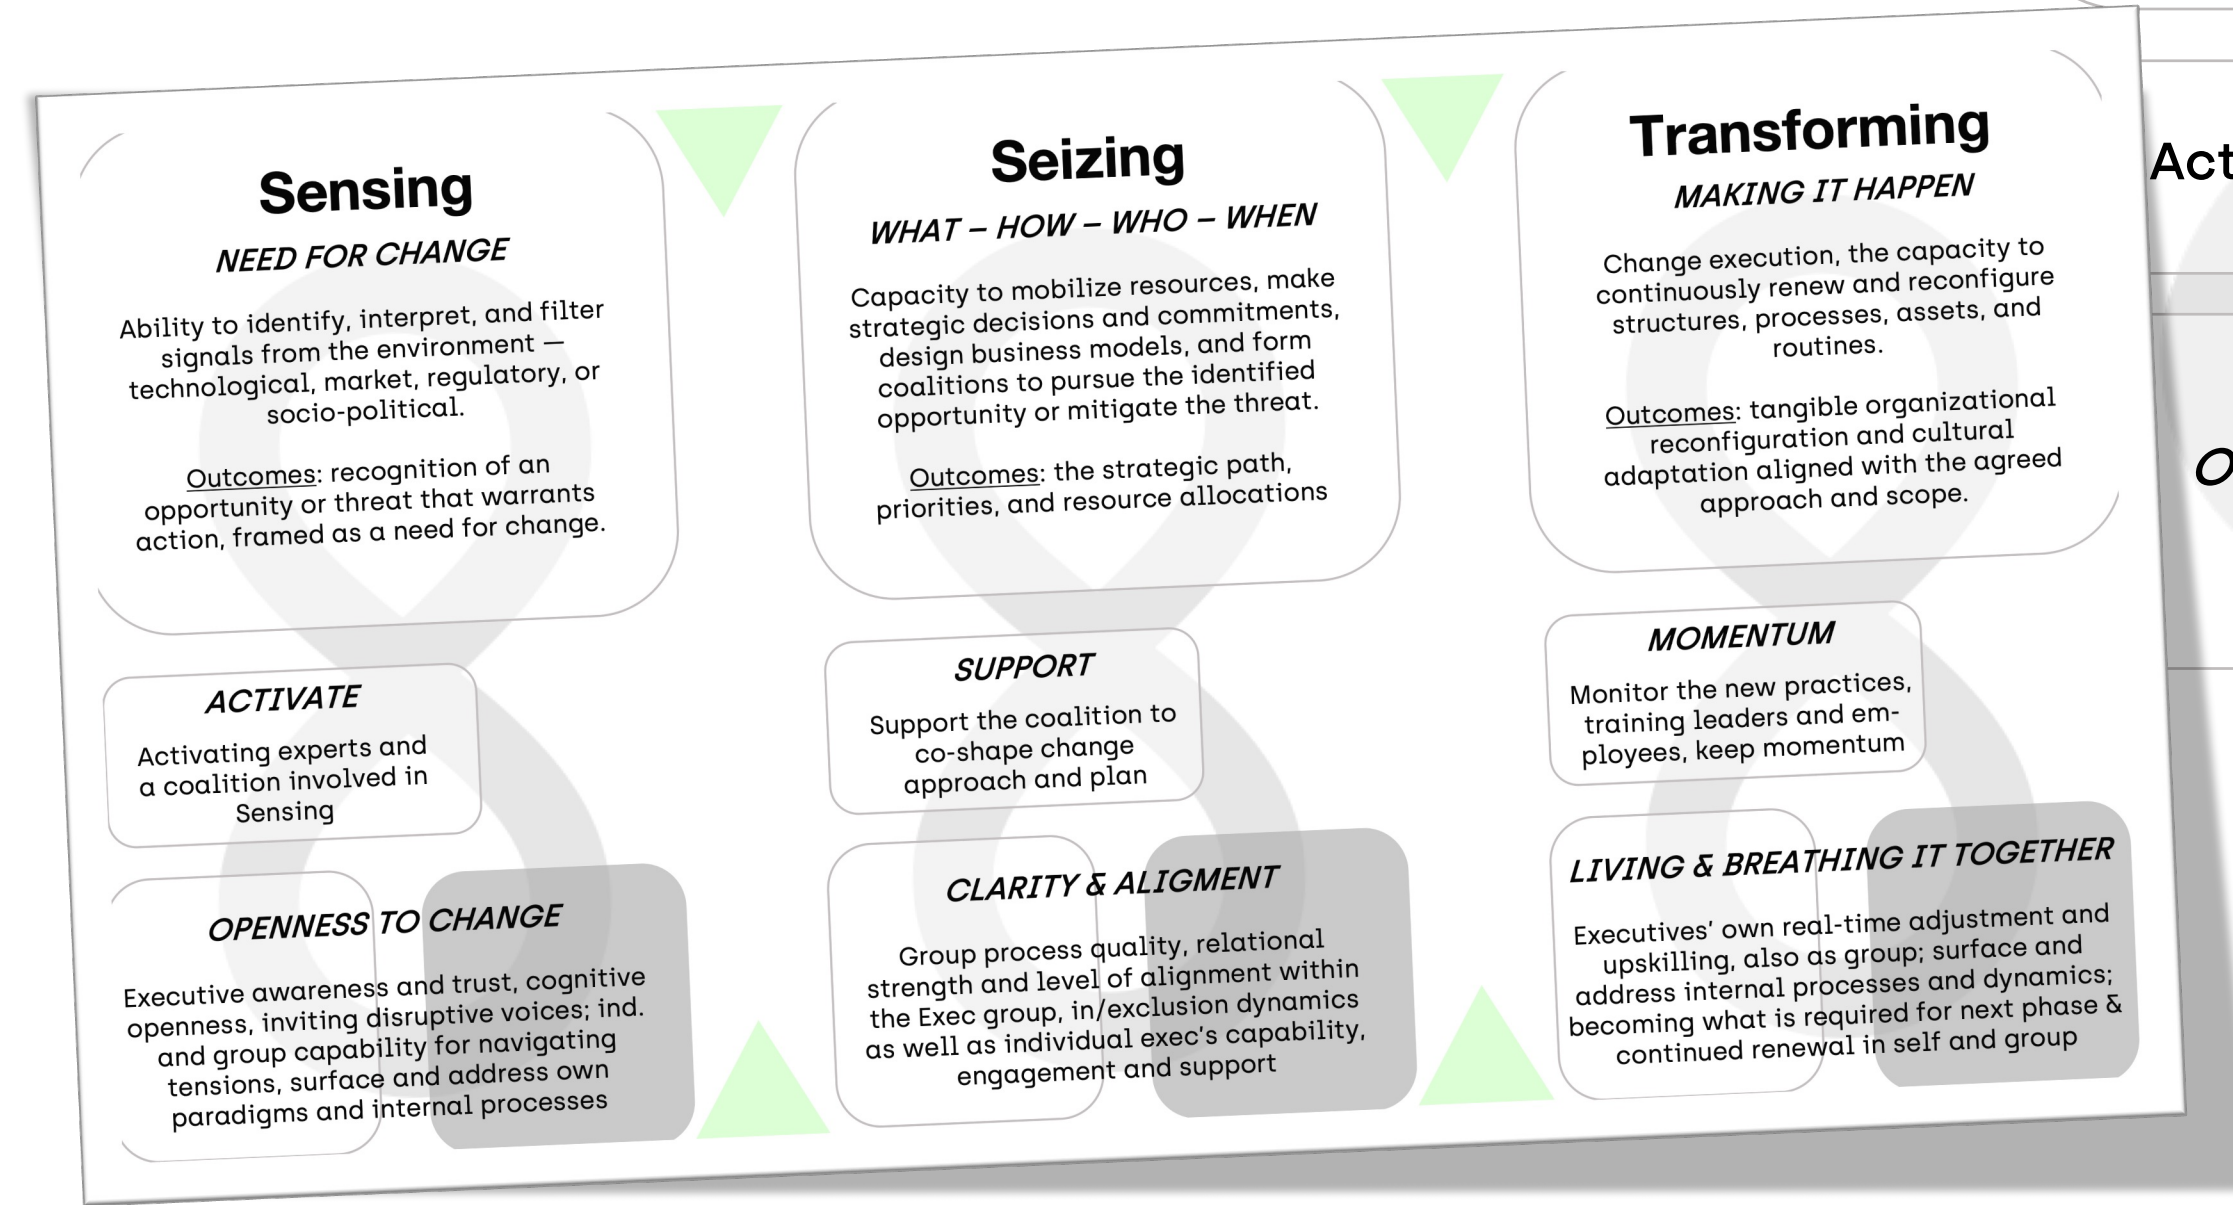 Sensing
NEED FOR CHANGE
Ability to identify, interpret, and filter
signals from the environment —
technological, market, regulatory, or
socio-political.
Outcomes: recognition of an
opportunity or threat that warrants
action, framed as a need for change.
ACTIVATE
Activating experts and
a coalition involved in
Sensing
OPENNESS TO CHANGE
Executive awareness and trust, cognitive
openness, inviting disruptive voices; ind.
and group capability for navigating
tensions, surface and address own
paradigms and internal processes
Seizing
WHAT – HOW – WHO – WHEN
Capacity to mobilize resources, make
strategic decisions and commitments,
design business models, and form
coalitions to pursue the identified
opportunity or mitigate the threat.
Outcomes: the strategic path,
priorities, and resource allocations
SUPPORT
Support the coalition to
co-shape change
approach and plan
CLARITY & ALIGMENT
Group process quality, relational
strength and level of alignment within
the Exec group, in/exclusion dynamics
as well as individual exec's capability,
engagement and support
Transforming
MAKING IT HAPPEN
Change execution, the capacity to
continuously renew and reconfigure
structures, processes, assets, and
routines.
Outcomes: tangible organizational
reconfiguration and cultural
adaptation aligned with the agreed
approach and scope.
MOMENTUM
Monitor the new practices,
training leaders and em-
ployees, keep momentum
LIVING & BREATHING IT TOGETHER
Executives' own real-time adjustment and
upskilling, also as group; surface and
address internal processes and dynamics;
becoming what is required for next phase &
continued renewal in self and group
Act
O